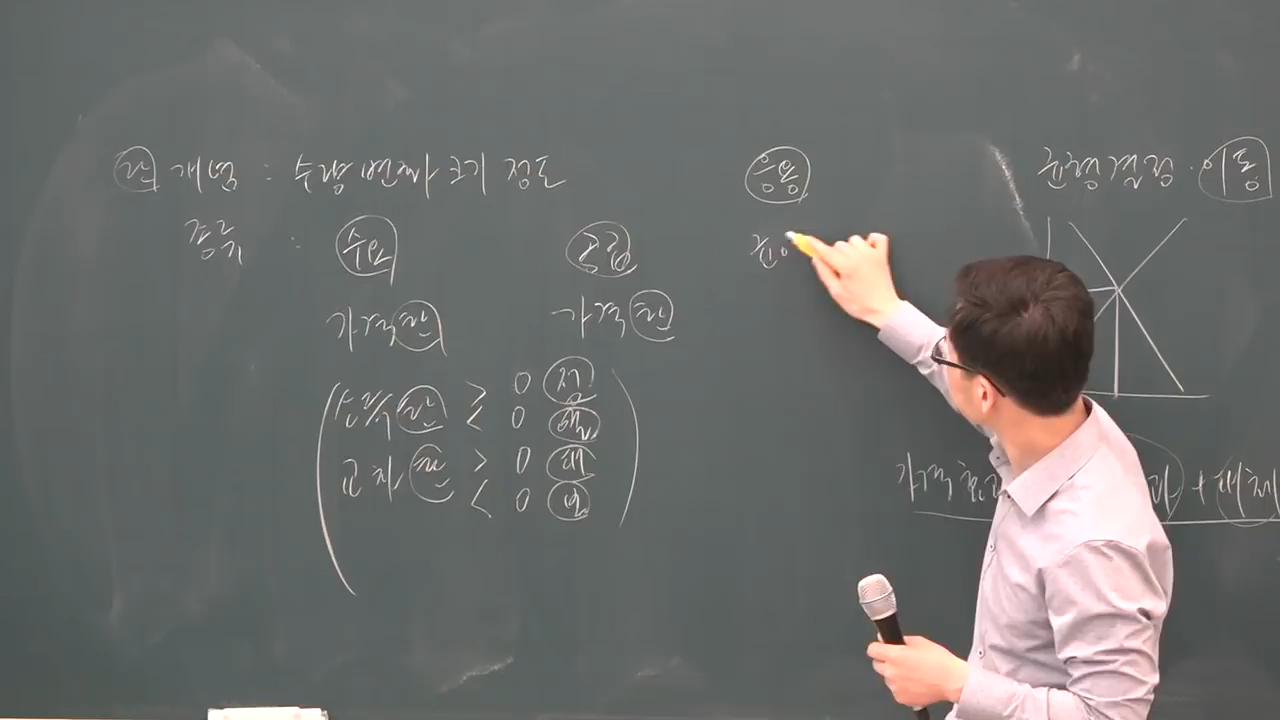 탄 개념 : 수량 변화 크기 정도
종류 : 수요 공급
가격탄 가격탄
소득탄 > 0 정
< 0 열
교차탄 > 0 대
< 0 보
응용
균형결정 · 이동
가격효과 + 대체